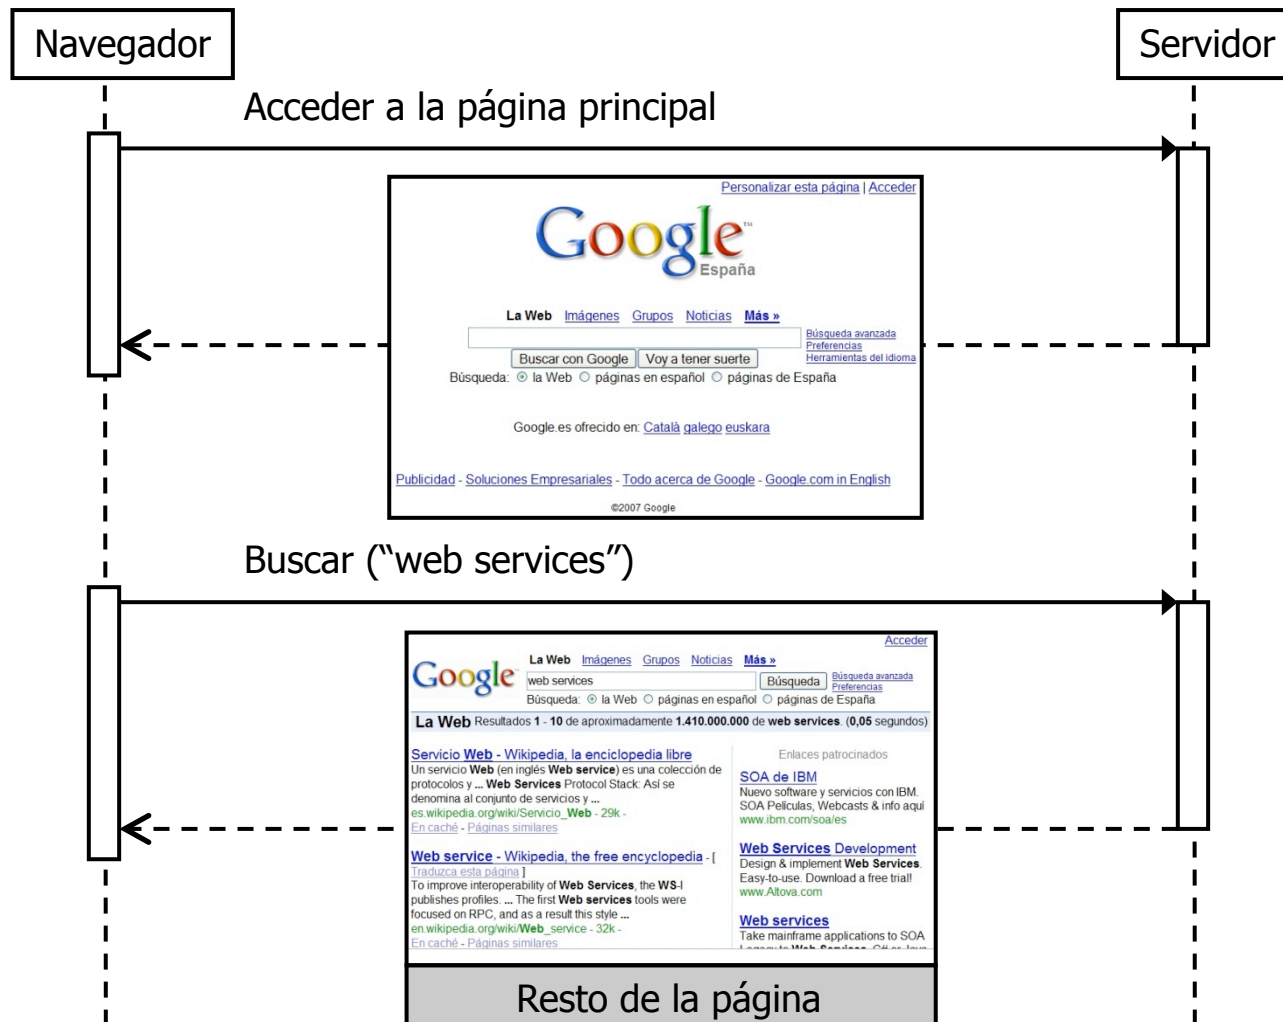 Navegador
Servidor
Acceder a la página principal
Personalizar esta página | Acceder
Google™
España
La Web Imágenes Grupos Noticias Más »
Búsqueda avanzada
Preferencias
Herramientas del idioma
Buscar con Google Voy a tener suerte
Búsqueda: la Web páginas en español páginas de España
Google.es ofrecido en: Català galego euskara
Publicidad - Soluciones Empresariales - Todo acerca de Google - Google.com in English
©2007 Google
Buscar (“web services”)
Acceder
Google™
La Web Imágenes Grupos Noticias Más »
web services Búsqueda
Búsqueda avanzada
Preferencias
Búsqueda: la Web páginas en español páginas de España
La Web Resultados 1 - 10 de aproximadamente 1.410.000.000 de web services. (0,05 segundos)
Servicio Web - Wikipedia, la enciclopedia libre
Un servicio Web (en inglés Web service) es una colección de
protocolos y ... Web Services Protocol Stack: Así se
denomina al conjunto de servicios y ...
es.wikipedia.org/wiki/Servicio_Web - 29k -
En caché - Páginas similares
Web service - Wikipedia, the free encyclopedia - [
Traduzca esta página ]
To improve interoperability of Web Services, the WS-I
publishes profiles. ... The first Web services tools were
focused on RPC, and as a result this style ...
en.wikipedia.org/wiki/Web_service - 32k -
En caché - Páginas similares
Enlaces patrocinados
SOA de IBM
Nuevo software y servicios con IBM.
SOA Películas, Webcasts & info aquí
www.ibm.com/soa/es
Web Services Development
Design & implement Web Services.
Easy-to-use. Download a free trial!
www.Altova.com
Web services
Take mainframe applications to SOA
Resto de la página